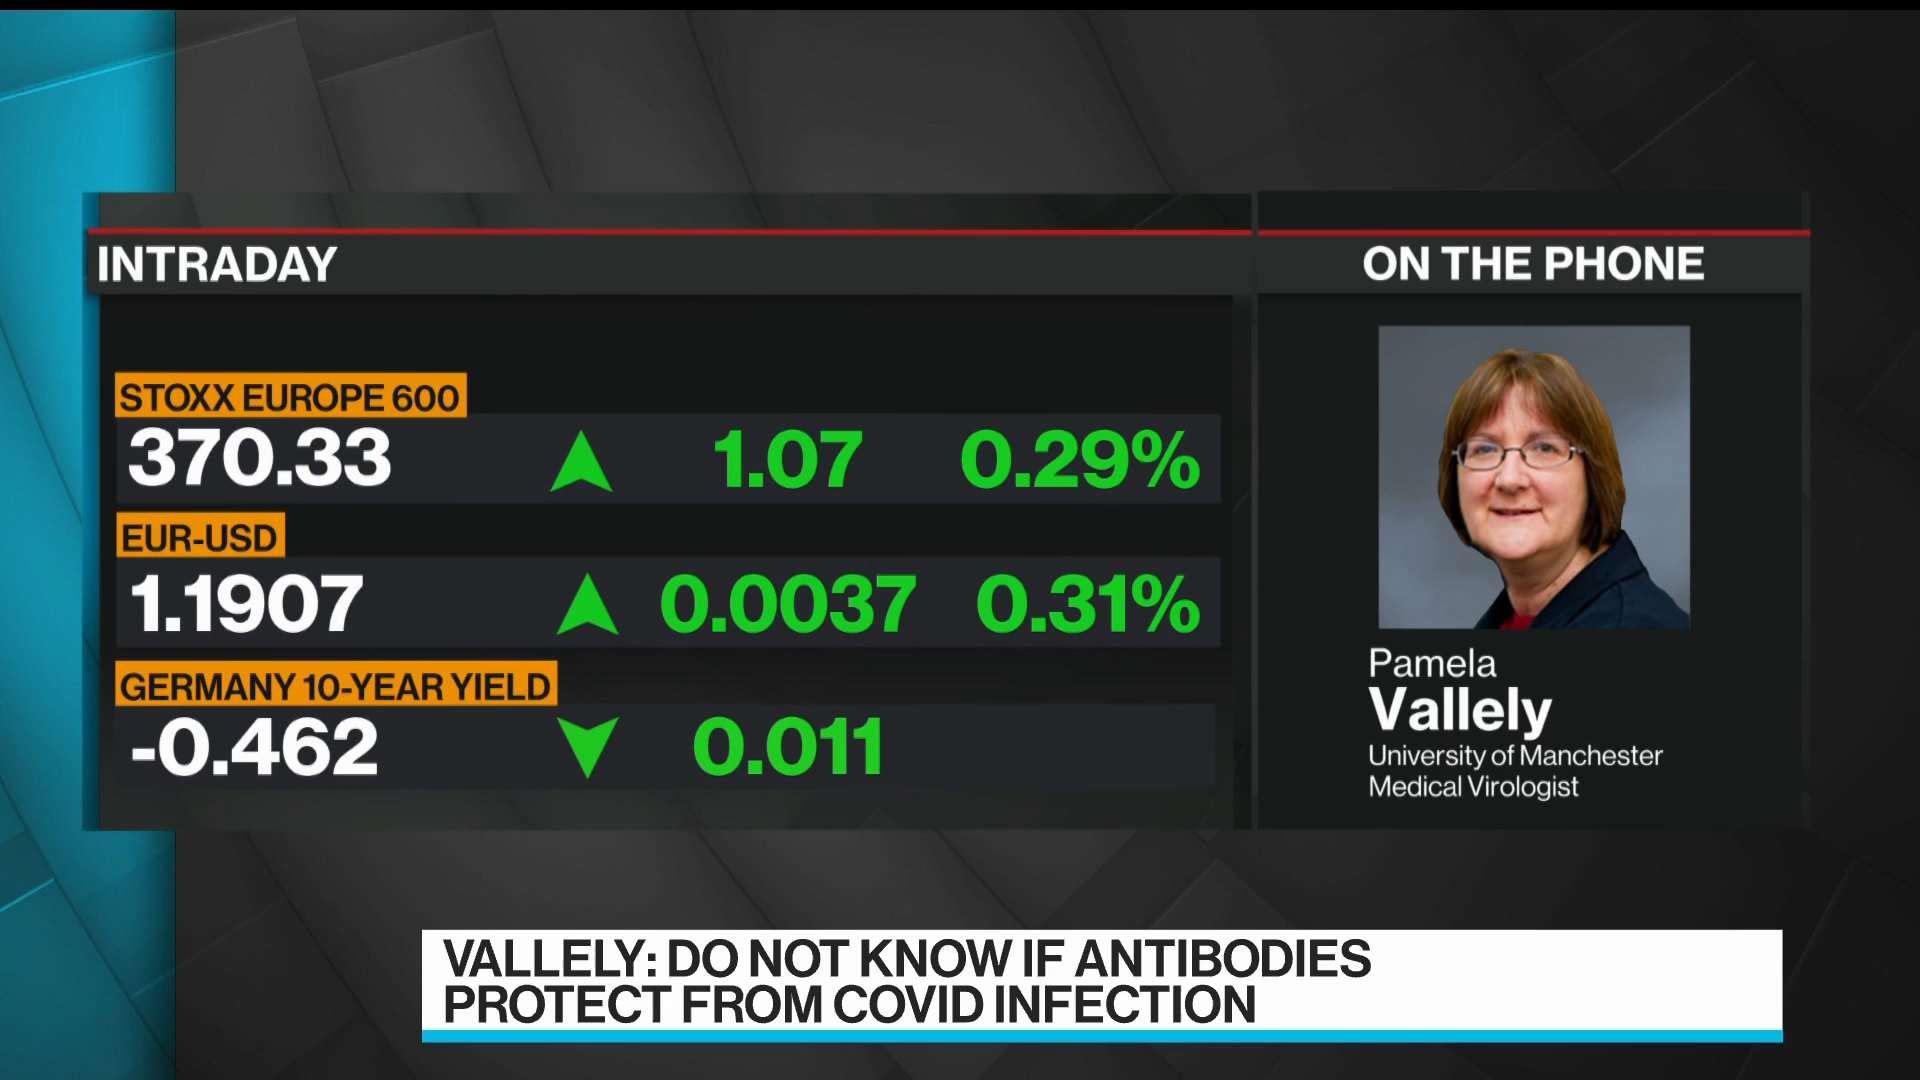 INTRADAY
STOXX EUROPE 600
370.33 1.07 0.29%
EUR-USD
1.1907 0.0037 0.31%
GERMANY 10-YEAR YIELD
-0.462 0.011
ON THE PHONE
Pamela
Vallely
University of Manchester
Medical Virologist
VALLELY: DO NOT KNOW IF ANTIBODIES
PROTECT FROM COVID INFECTION